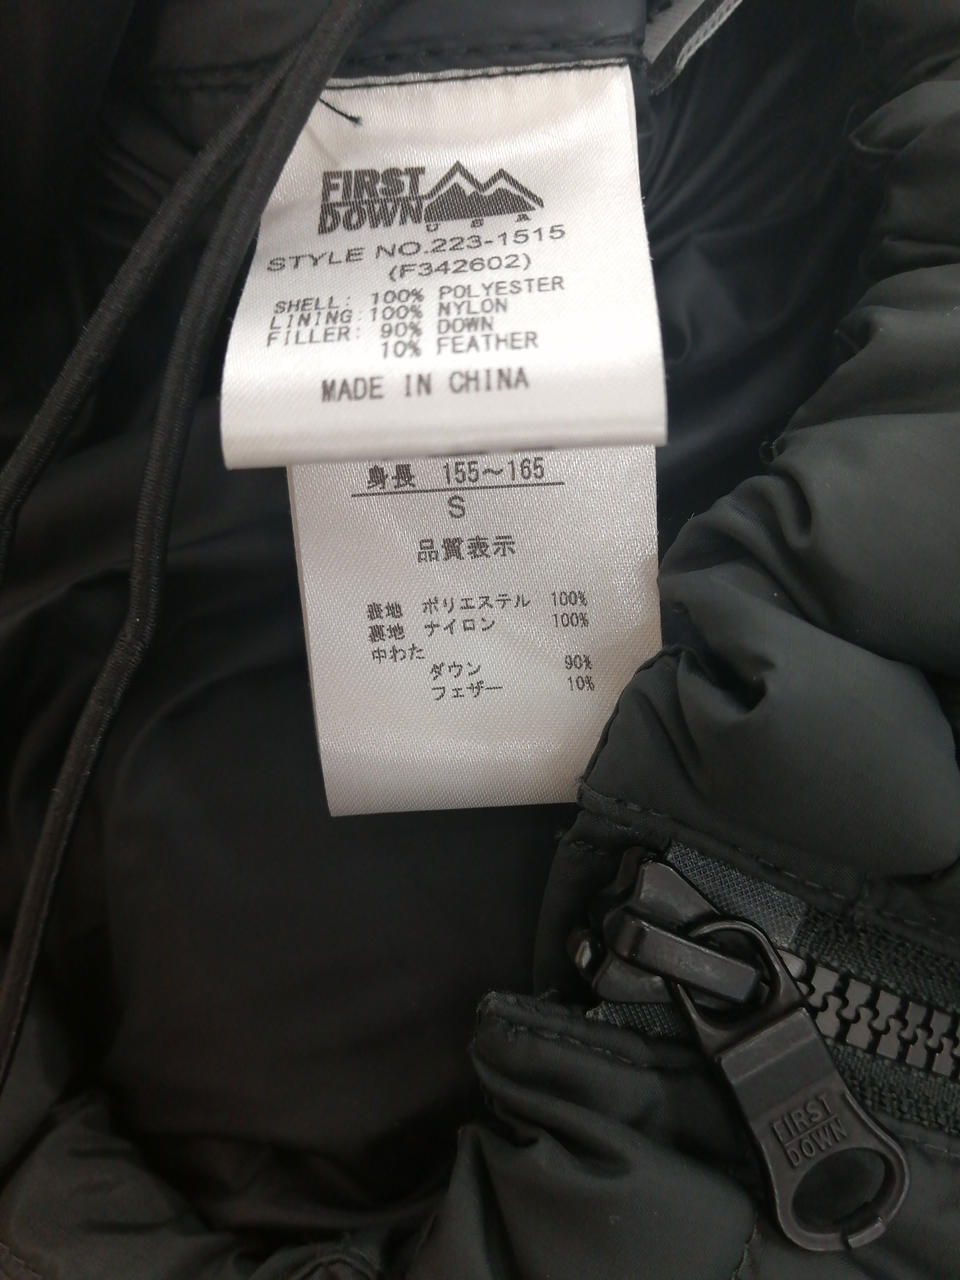 FIRST
DOWN
USA
STYLE NO.223-1515
(F342602)
SHELL: 100% POLYESTER
LINING: 100% NYLON
FILLER: 90% DOWN
10% FEATHER
MADE IN CHINA
身長 155～165
S
品質表示
表地 ポリエステル 100%
裏地 ナイロン 100%
中わた
ダウン 90%
フェザー 10%
FIRST
DOWN